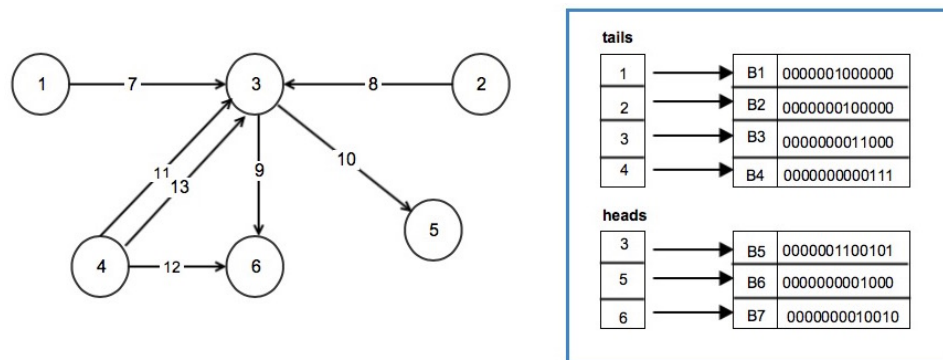 1
7
3
8
2
11
13
9
10
4
12
6
5
tails
1 B1 0000001000000
2 B2 0000000100000
3 B3 0000000011000
4 B4 0000000000111
heads
3 B5 0000001100101
5 B6 0000000001000
6 B7 0000000010010